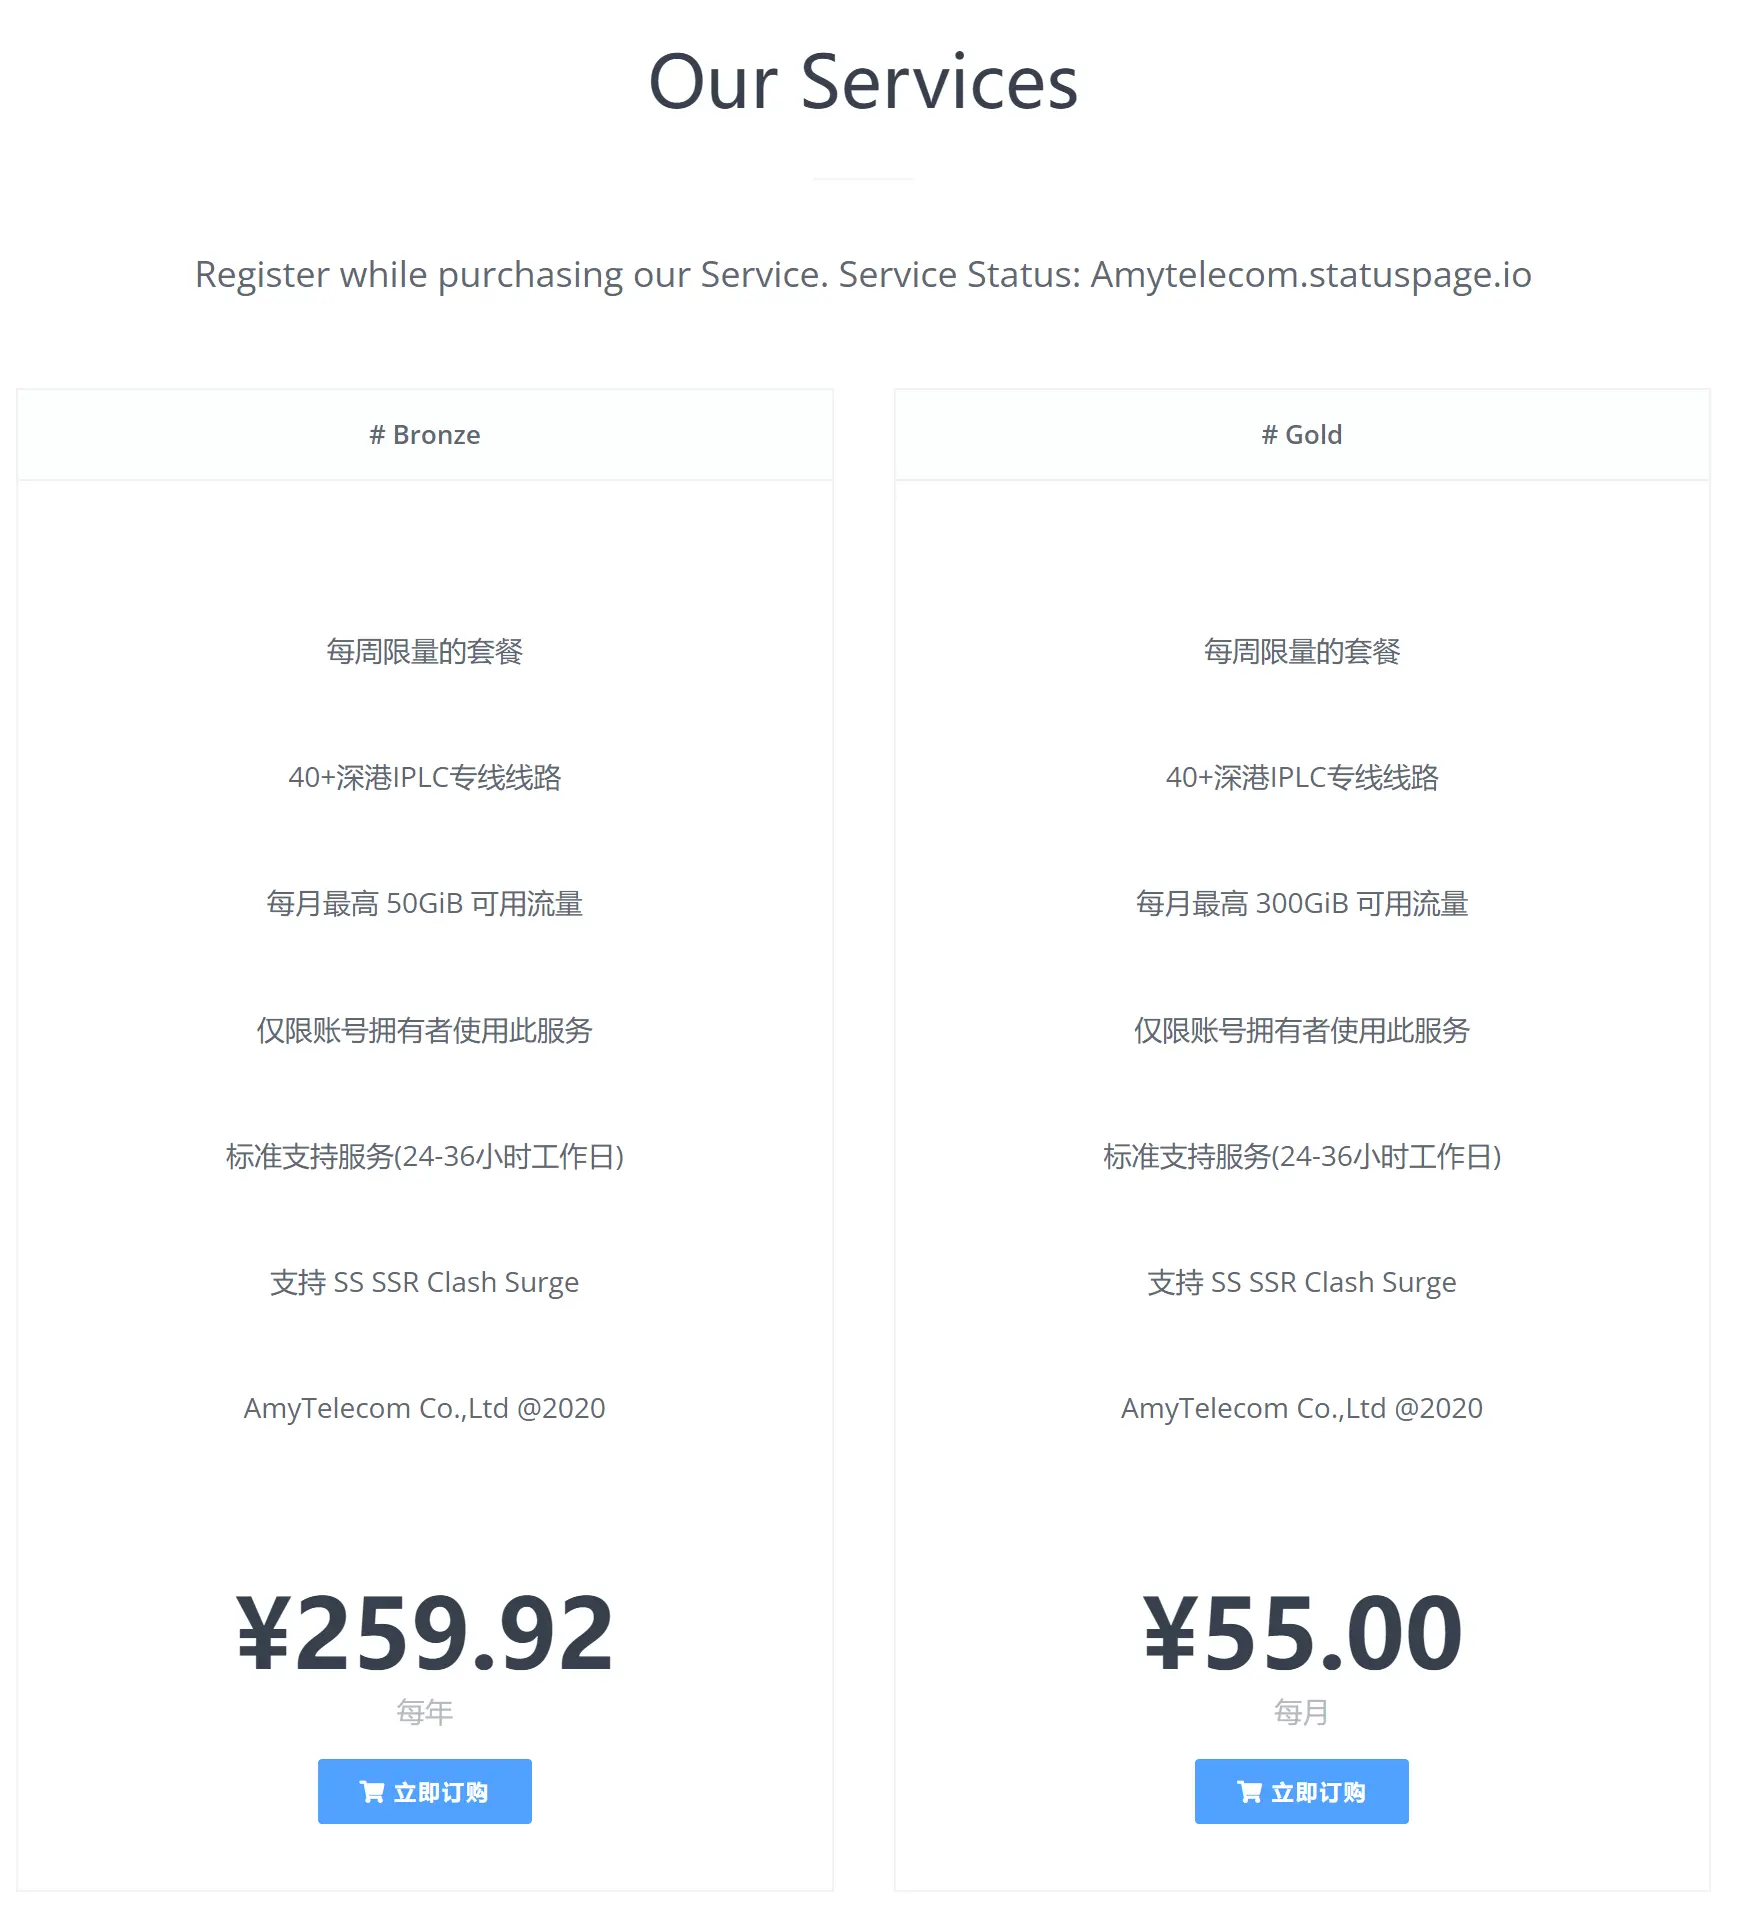 Our Services
Register while purchasing our Service. Service Status: Amytelecom.statuspage.io
# Bronze
每周限量的套餐
40+深港IPLC专线线路
每月最高 50GiB 可用流量
仅限账号拥有者使用此服务
标准支持服务(24-36小时工作日)
支持 SS SSR Clash Surge
AmyTelecom Co.,Ltd @2020
¥259.92
每年
立即订购
# Gold
每周限量的套餐
40+深港IPLC专线线路
每月最高 300GiB 可用流量
仅限账号拥有者使用此服务
标准支持服务(24-36小时工作日)
支持 SS SSR Clash Surge
AmyTelecom Co.,Ltd @2020
¥55.00
每月
立即订购